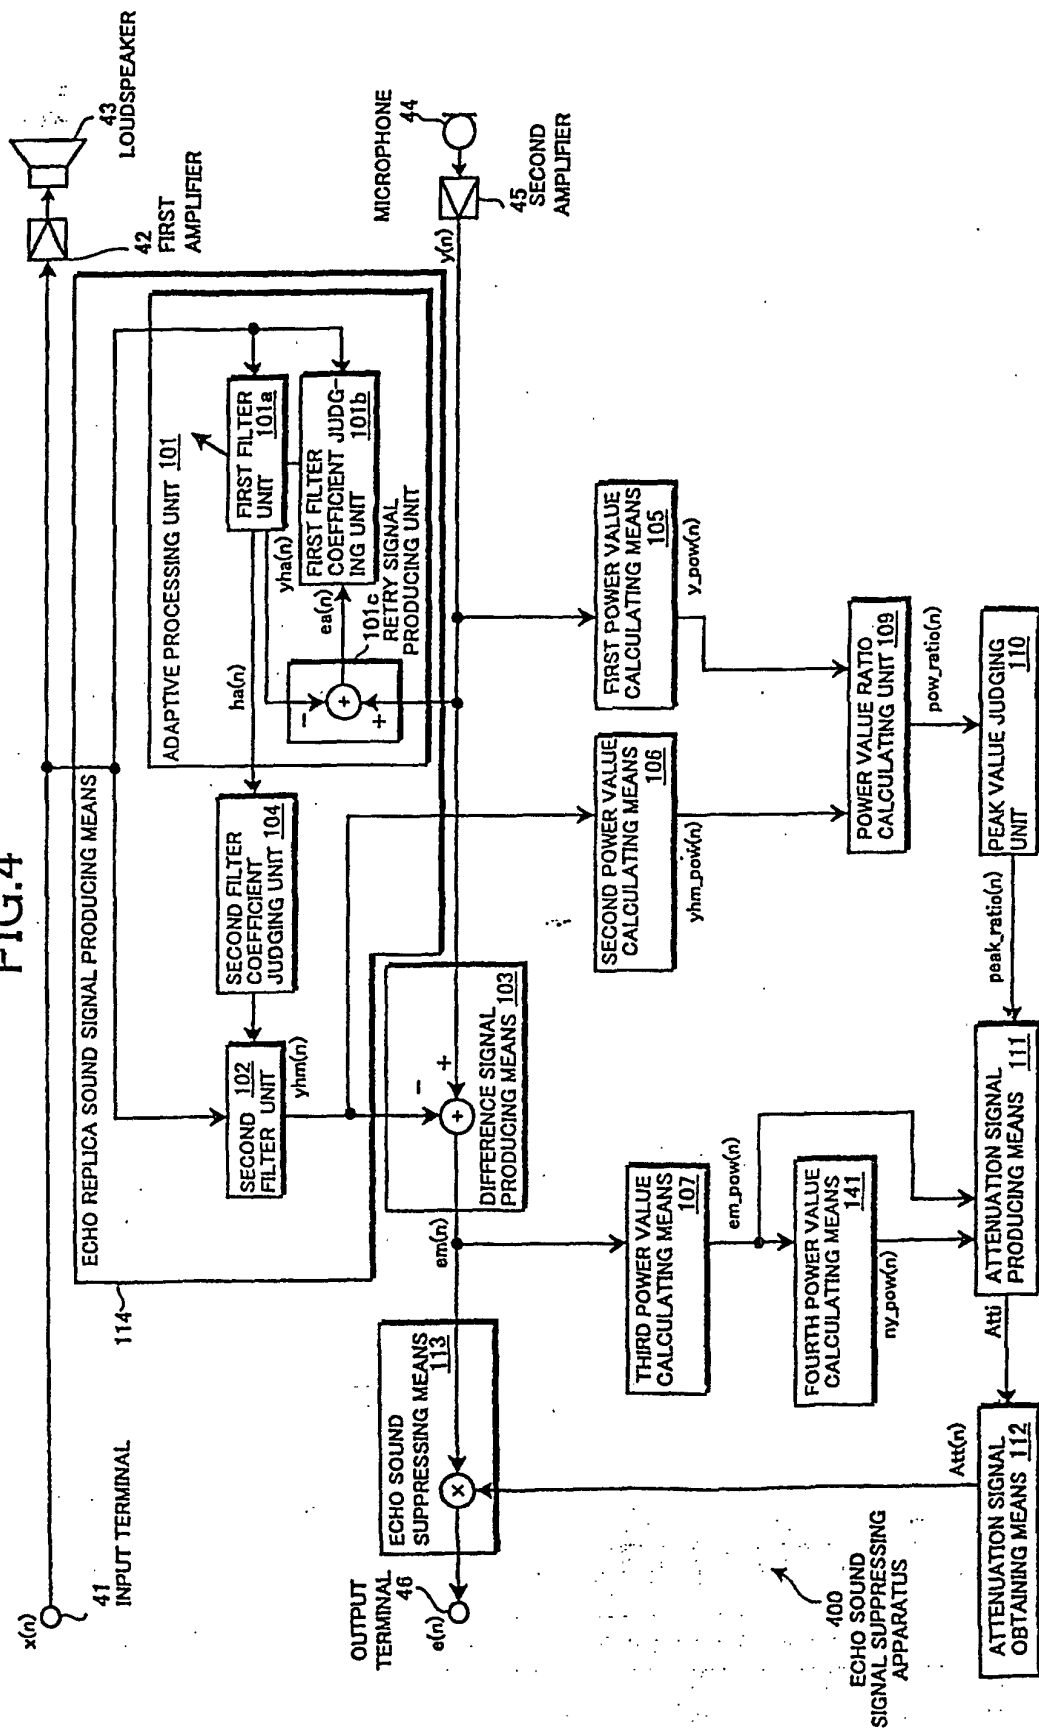 FIG.4
x(n)
41
INPUT TERMINAL
42
FIRST
AMPLIFIER
43
LOUDSPEAKER
114
ECHO REPLICA SOUND SIGNAL PRODUCING MEANS
SECOND 102
FILTER UNIT
yhm(n)
SECOND FILTER
COEFFICIENT
JUDGING UNIT 104
ha(n)
ADAPTIVE PROCESSING UNIT 101
FIRST FILTER
UNIT 101a
yha(n)
FIRST FILTER
COEFFICIENT JUDG-
ING UNIT 101b
ea(n)
101c
RETRY SIGNAL
PRODUCING UNIT
−
+
+
MICROPHONE
44
45
SECOND
AMPLIFIER
y(n)
OUTPUT
TERMINAL
46
e(n)
ECHO SOUND
SUPPRESSING MEANS
113
×
em(n)
−
+
+
DIFFERENCE SIGNAL
PRODUCING MEANS 103
THIRD POWER VALUE
CALCULATING MEANS
107
em_pow(n)
FOURTH POWER VALUE
CALCULATING MEANS
141
ny_pow(n)
SECOND POWER VALUE
CALCULATING MEANS
106
yhm_pow(n)
FIRST POWER VALUE
CALCULATING MEANS
105
y_pow(n)
POWER VALUE RATIO
CALCULATING UNIT 109
pow_ratio(n)
PEAK VALUE JUDGING
UNIT 110
peak_ratio(n)
ATTENUATION SIGNAL
PRODUCING MEANS 111
Atti
ATTENUATION SIGNAL
OBTAINING MEANS 112
Att(n)
400
ECHO SOUND
SIGNAL SUPPRESSING
APPARATUS